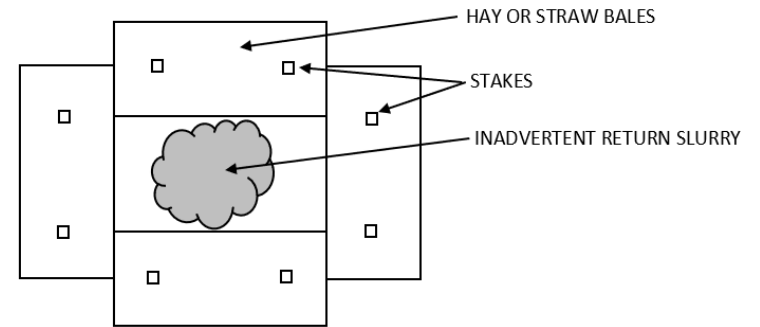 HAY OR STRAW BALES
STAKES
INADVERTENT RETURN SLURRY